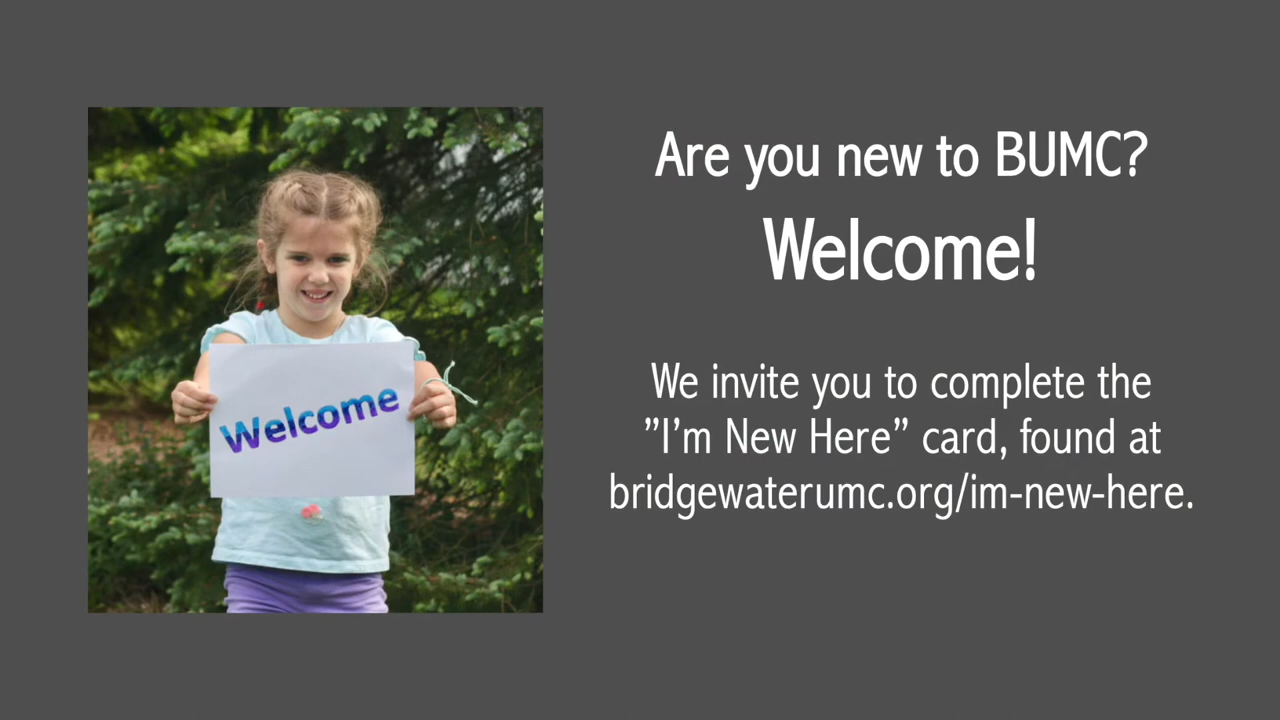 Welcome
Are you new to BUMC?
Welcome!
We invite you to complete the
”I’m New Here” card, found at
bridgewaterumc.org/im-new-here.